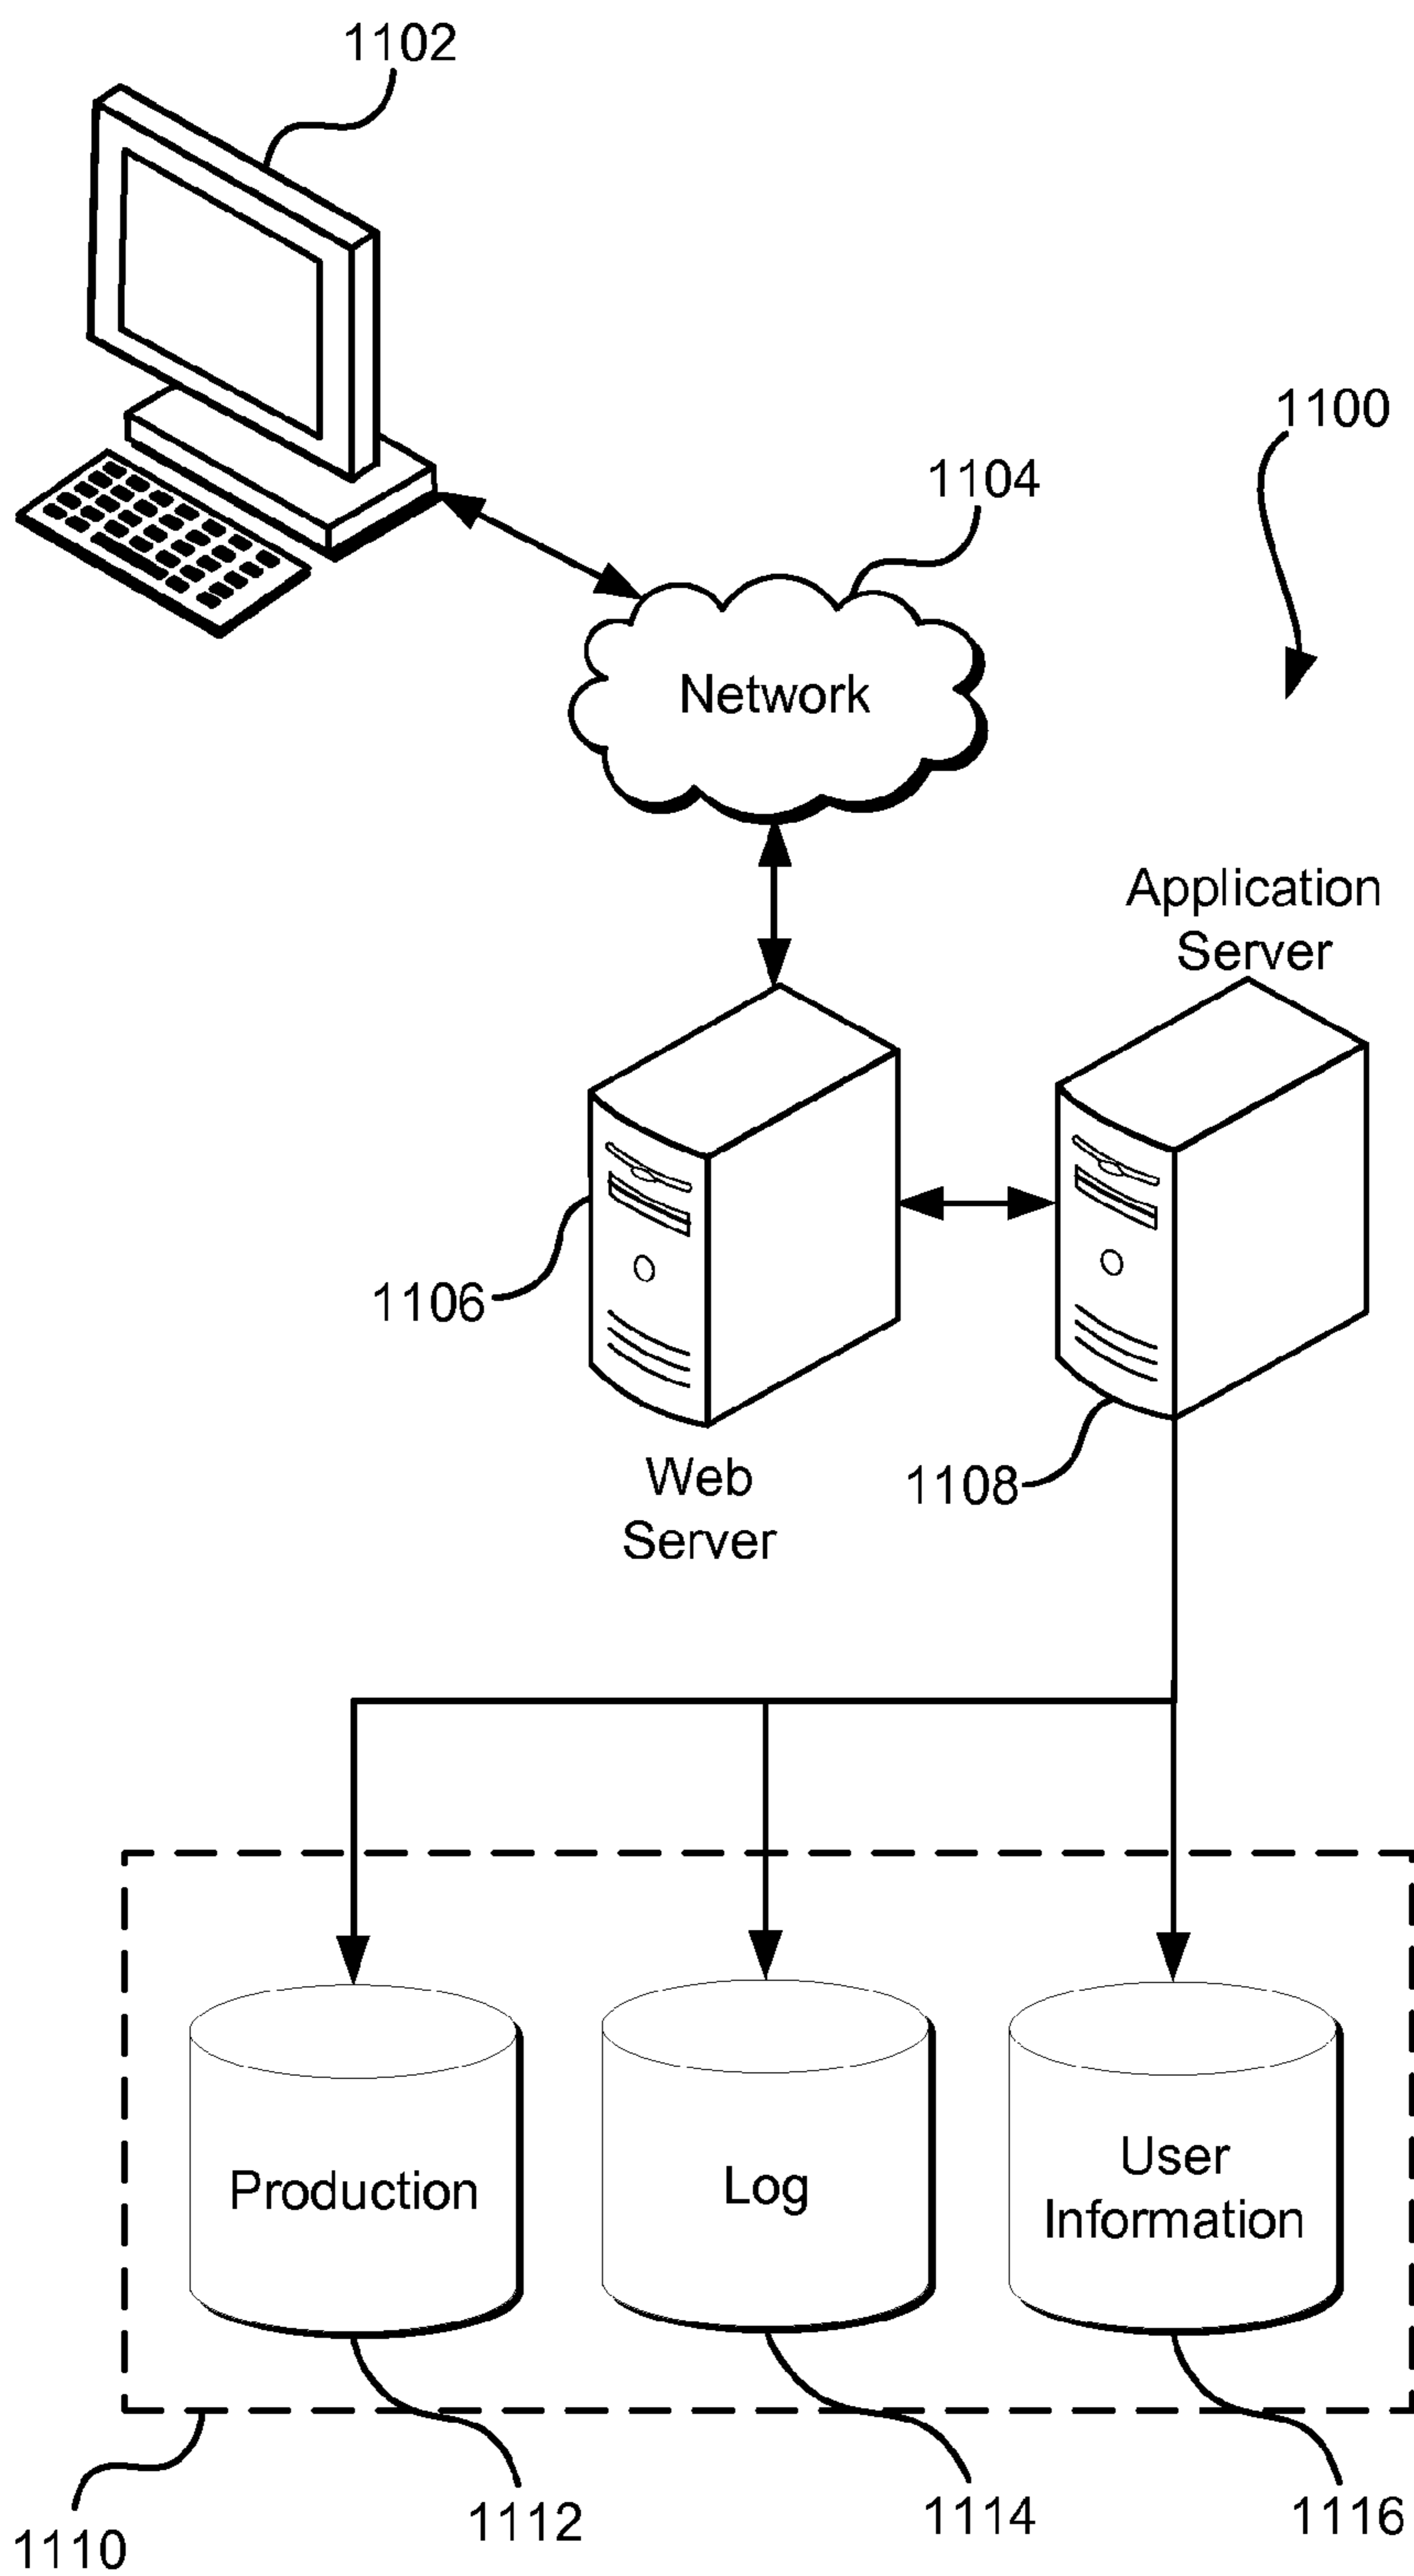 1102
1100
1104
Network
Application
Server
1106
1108
Web
Server
Production
Log
User
Information
1110
1112
1114
1116